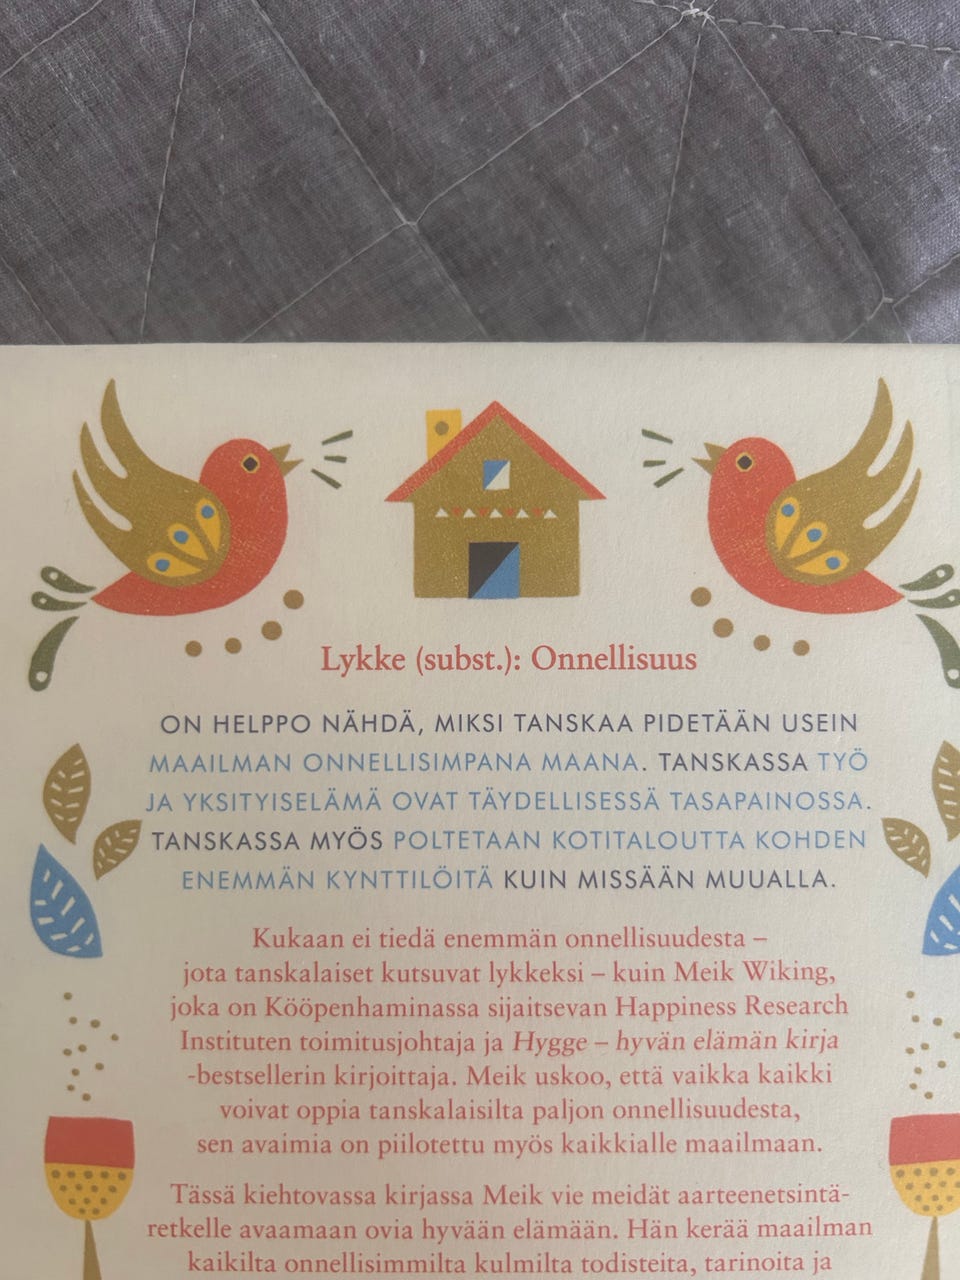 Lykke (subst.): Onnellisuus
ON HELPPO NÄHDÄ, MIKSI TANSKAA PIDETÄÄN USEIN
MAAILMAN ONNELLISIMPANA MAANA. TANSKASSA TYÖ
JA YKSITYISELÄMÄ OVAT TÄYDELLISESSÄ TASAPAINOSSA.
TANSKASSA MYÖS POLTETAAN KOTITALOUTTA KOHDEN
ENEMMÄN KYNTTILÖITÄ KUIN MISSÄÄN MUUALLA.
Kukaan ei tiedä enemmän onnellisuudesta –
jota tanskalaiset kutsuvat lykkeksi – kuin Meik Wiking,
joka on Kööpenhaminassa sijaitsevan Happiness Research
Instituten toimitusjohtaja ja Hygge – hyvän elämän kirja
-bestsellerin kirjoittaja. Meik uskoo, että vaikka kaikki
voivat oppia tanskalaisilta paljon onnellisuudesta,
sen avaimia on piilotettu myös kaikkialle maailmaan.
Tässä kiehtovassa kirjassa Meik vie meidät aarteenetsintä-
retkelle avaamaan ovia hyvään elämään. Hän kerää maailman
kaikilta onnellisimmilta kulmilta todisteita, tarinoita ja